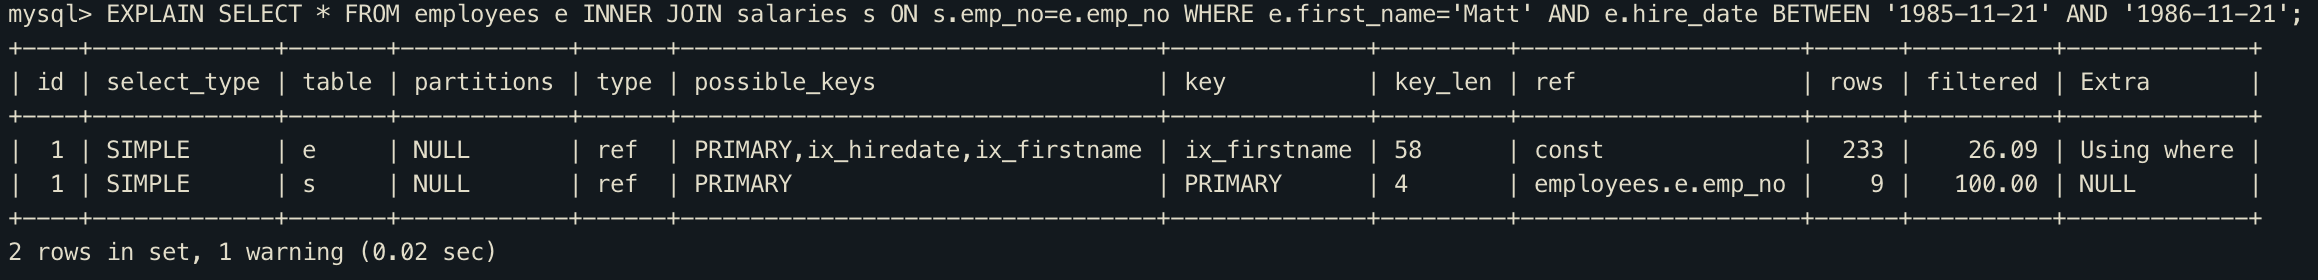 mysql> EXPLAIN SELECT * FROM employees e INNER JOIN salaries s ON s.emp_no=e.emp_no WHERE e.first_name='Matt' AND e.hire_date BETWEEN '1985-11-21' AND '1986-11-21';
+----+-------------+-------+------------+------+----------------------------------+--------------+---------+--------------------+------+----------+-------------+
| id | select_type | table | partitions | type | possible_keys                    | key          | key_len | ref                | rows | filtered | Extra       |
+----+-------------+-------+------------+------+----------------------------------+--------------+---------+--------------------+------+----------+-------------+
|  1 | SIMPLE      | e     | NULL       | ref  | PRIMARY,ix_hiredate,ix_firstname | ix_firstname | 58      | const              |  233 |    26.09 | Using where |
|  1 | SIMPLE      | s     | NULL       | ref  | PRIMARY                          | PRIMARY      | 4       | employees.e.emp_no |    9 |   100.00 | NULL        |
+----+-------------+-------+------------+------+----------------------------------+--------------+---------+--------------------+------+----------+-------------+
2 rows in set, 1 warning (0.02 sec)